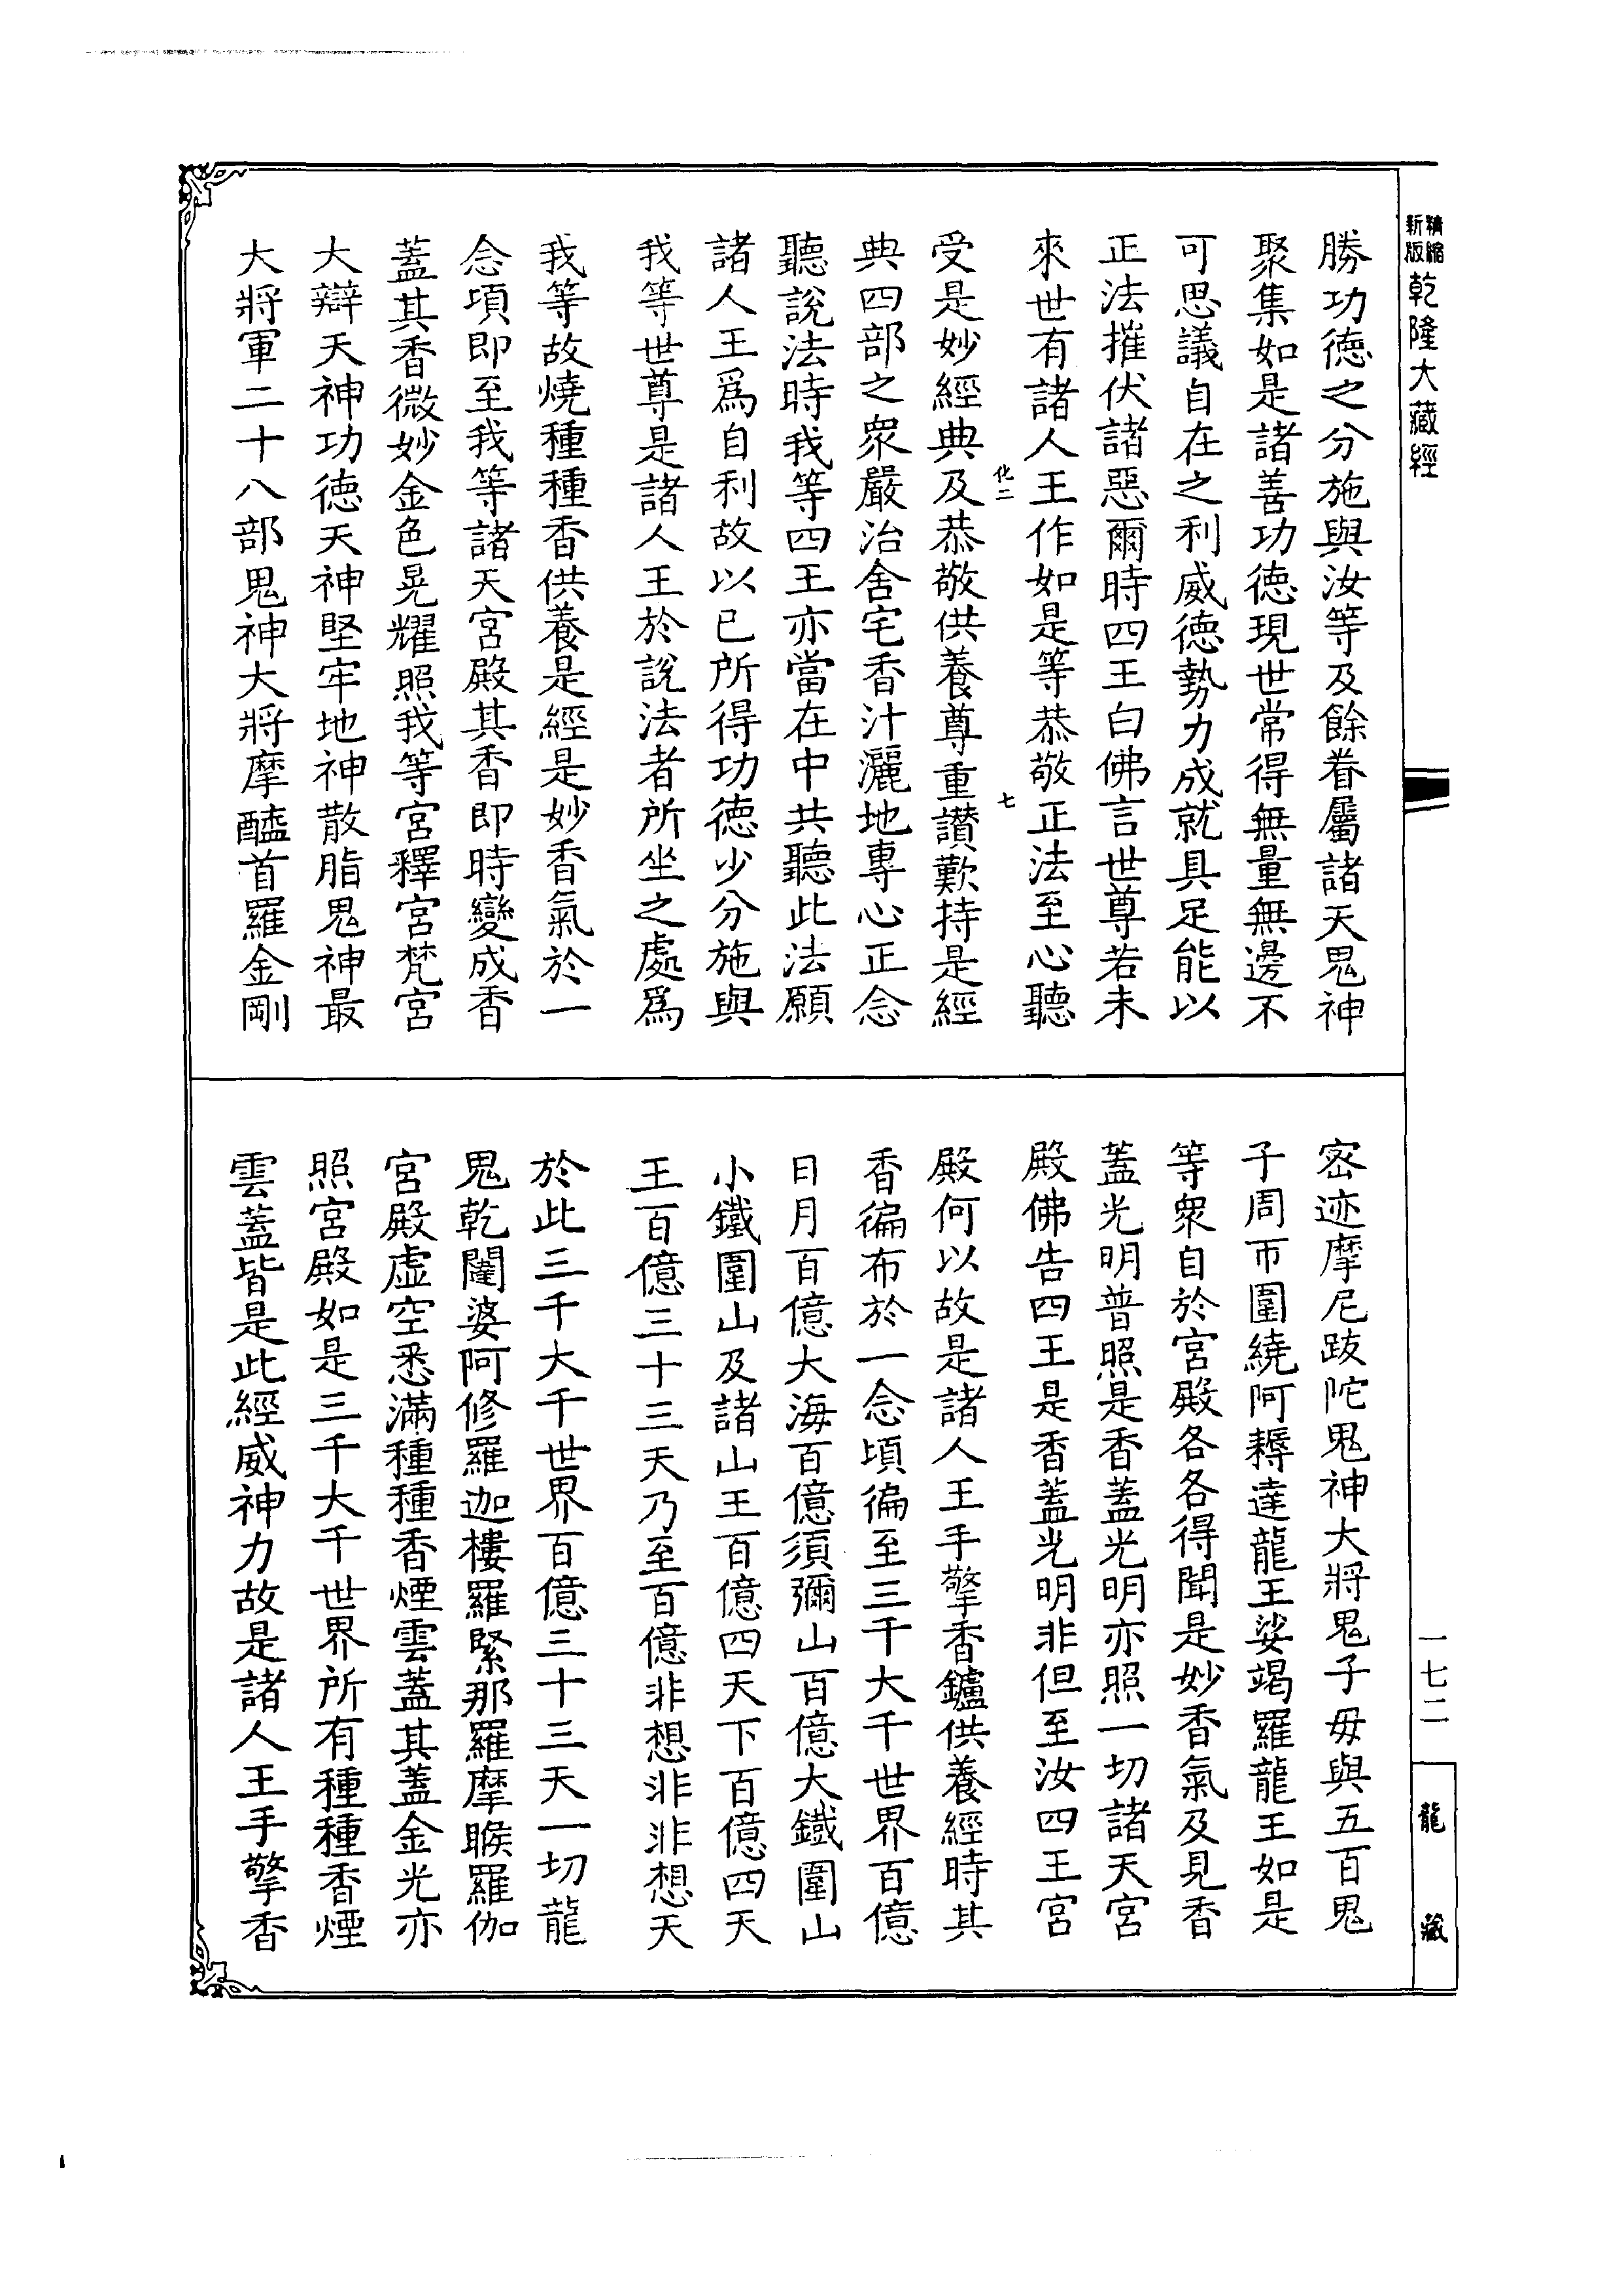 精縮新版乾隆大藏經
勝功德之分施與汝等及餘眷屬諸天鬼神
聚集如是諸善功德現世常得無量無邊不
可思議自在之利威德勢力成就具足能以
正法摧伏諸惡爾時四王白佛言世尊若未
來世有諸人王作如是等恭敬正法至心聽
化二 七
受是妙經典及恭敬供養尊重讚歎持是經
典四部之眾嚴治舍宅香汁灑地專心正念
聽說法時我等四王亦當在中共聽此法願
諸人王爲自利故以已所得功德少分施與
我等世尊是諸人王於說法者所坐之處爲
我等故燒種種香供養是經是妙香氣於一
念頃即至我等諸天宮殿其香即時變成香
蓋其香微妙金色晃耀照我等宮釋宮梵宮
大辯天神功德天神堅牢地神散脂鬼神最
大將軍二十八部鬼神大將摩醯首羅金剛
密迹摩尼跋陀鬼神大將鬼子母與五百鬼
子周帀圍繞阿耨達龍王娑竭羅龍王如是
等眾自於宮殿各各得聞是妙香氣及見香
蓋光明普照是香蓋光明亦照一切諸天宮
殿佛告四王是香蓋光明非但至汝四王宮
殿何以故是諸人王手擎香鑪供養經時其
香徧布於一念頃徧至三千大千世界百億
日月百億大海百億須彌山百億大鐵圍山
小鐵圍山及諸山王百億四天下百億四天
王百億三十三天乃至百億非想非非想天
於此三千大千世界百億三十三天一切龍
鬼乾闥婆阿修羅迦樓羅緊那羅摩睺羅伽
宮殿虛空悉滿種種香煙雲蓋其蓋金光亦
照宮殿如是三千大千世界所有種種香煙
雲蓋皆是此經威神力故是諸人王手擎香
一七二
龍藏